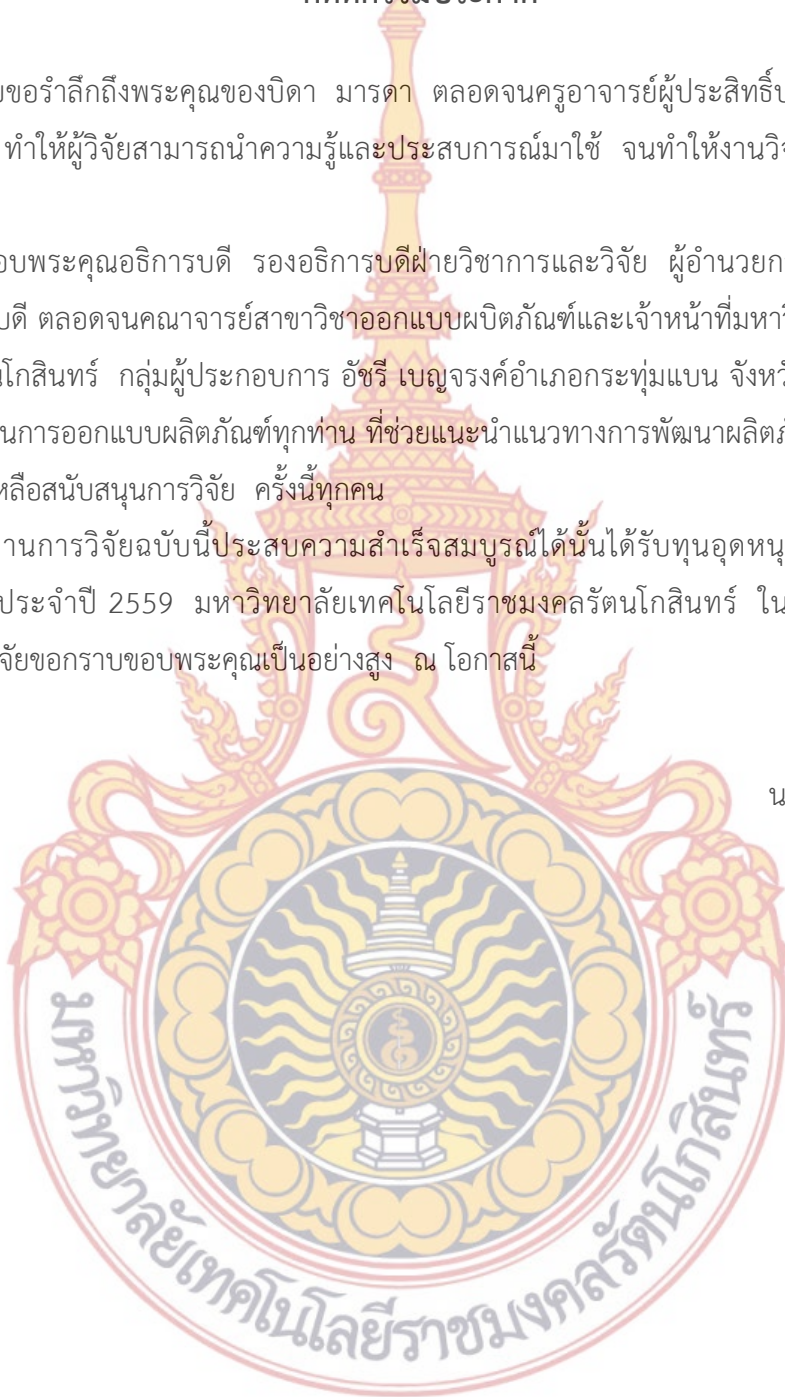 ขอรำลึกถึงพระคุณของบิดา มารดา ตลอดจนครูอาจารย์ผู้ประสิทธิ์
ทำให้ผู้วิจัยสามารถนำความรู้และประสบการณ์มาใช้ จนทำให้งานวิจ
อบพระคุณอธิการบดี รองอธิการบดีฝ่ายวิชาการและวิจัย ผู้อำนวยก
บดี ตลอดจนคณาจารย์สาขาวิชาออกแบบผบิตภัณฑ์และเจ้าหน้าที่มหาวิ
นโกสินทร์ กลุ่มผู้ประกอบการ อัชรี เบญจรงค์อำเภอกระทุ่มแบน จังหวั
นการออกแบบผลิตภัณฑ์ทุกท่าน ที่ช่วยแนะนำแนวทางการพัฒนาผลิตภั
หลือสนับสนุนการวิจัย ครั้งนี้ทุกคน
านการวิจัยฉบับนี้ประสบความสำเร็จสมบูรณ์ได้นั้นได้รับทุนอุดหนุ
ประจำปี 2559 มหาวิทยาลัยเทคโนโลยีราชมงคลรัตนโกสินทร์ ใน
จัยขอกราบขอบพระคุณเป็นอย่างสูง ณ โอกาสนี้
น
มหาวิทยาลัยเทคโนโลยีราชมงคลรัตนโกสินทร์